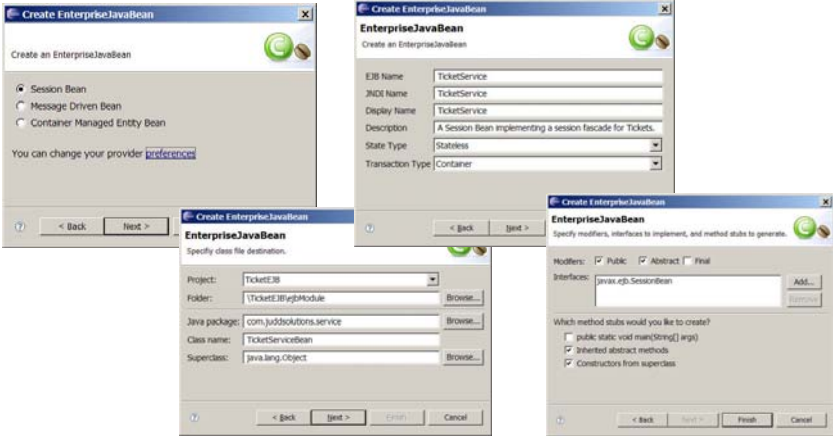 Create EnterpriseJavaBean
Create an EnterpriseJavaBean
Session Bean
Message Driven Bean
Container Managed Entity Bean
You can change your provider preferences
< Back Next >
Create EnterpriseJavaBean
EnterpriseJavaBean
Create an EnterpriseJavaBean
EJB Name TicketService
JNDI Name TicketService
Display Name TicketService
Description A Session Bean implementing a session fascade for Tickets.
State Type Stateless
Transaction Type Container
< Back Next >
Create EnterpriseJavaBean
EnterpriseJavaBean
Specify class file destination.
Project: TicketEJB
Folder: \TicketEJB\ejbModule Browse...
Java package: com.juddsolutions.service Browse...
Class name: TicketServiceBean
Superclass: java.lang.Object Browse...
< Back Next > Finish Cancel
Create EnterpriseJavaBean
EnterpriseJavaBean
Specify modifiers, interfaces to implement, and method stubs to generate.
Modifiers: Public Abstract Final
Interfaces: javax.ejb.SessionBean Add...
Remove
Which method stubs would you like to create?
public static void main(String[] args)
Inherited abstract methods
Constructors from superclass
< Back Next > Finish Cancel